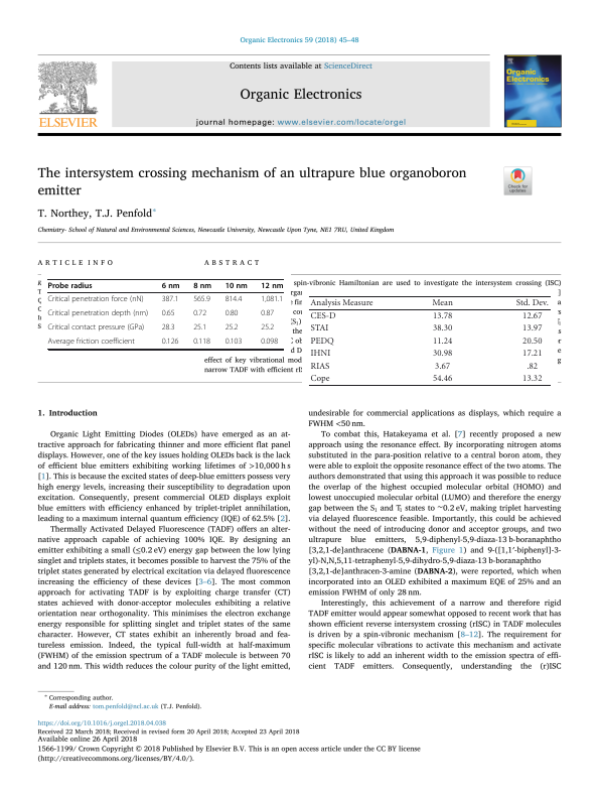 Organic Electronics 59 (2018) 45–48
Contents lists available at ScienceDirect
Organic Electronics
journal homepage: www.elsevier.com/locate/orgel
ELSEVIER
Organic
Electronics
The intersystem crossing mechanism of an ultrapure blue organoboron
emitter
Check for
updates
T. Northey, T.J. Penfold*
Chemistry- School of Natural and Environmental Sciences, Newcastle University, Newcastle Upon Tyne, NE1 7RU, United Kingdom
ARTICLE INFO
ABSTRACT
Probe radius 6 nm 8 nm 10 nm 12 nm
Critical penetration force (nN) 387.1 565.9 814.4 1,081.1
Critical penetration depth (nm) 0.65 0.72 0.80 0.87
Critical contact pressure (GPa) 28.3 25.1 25.2 25.2
Average friction coefficient 0.126 0.118 0.103 0.098
spin-vibronic Hamiltonian are used to investigate the intersystem crossing (ISC)
Analysis Measure Mean Std. Dev.
CES-D 13.78 12.67
STAI 38.30 13.97
PEDQ 11.24 20.50
IHNI 30.98 17.21
RIAS 3.67 .82
Cope 54.46 13.32
effect of key vibrational mod
narrow TADF with efficient rI
1. Introduction
Organic Light Emitting Diodes (OLEDs) have emerged as an at-
tractive approach for fabricating thinner and more efficient flat panel
displays. However, one of the key issues holding OLEDs back is the lack
of efficient blue emitters exhibiting working lifetimes of >10,000 h s
[1]. This is because the excited states of deep-blue emitters possess very
high energy levels, increasing their susceptibility to degradation upon
excitation. Consequently, present commercial OLED displays exploit
blue emitters with efficiency enhanced by triplet-triplet annihilation,
leading to a maximum internal quantum efficiency (IQE) of 62.5% [2].
Thermally Activated Delayed Fluorescence (TADF) offers an alter-
native approach capable of achieving 100% IQE. By designing an
emitter exhibiting a small (≤0.2 eV) energy gap between the low lying
singlet and triplets states, it becomes possible to harvest the 75% of the
triplet states generated by electrical excitation via delayed fluorescence
increasing the efficiency of these devices [3–6]. The most common
approach for activating TADF is by exploiting charge transfer (CT)
states achieved with donor-acceptor molecules exhibiting a relative
orientation near orthogonality. This minimises the electron exchange
energy responsible for splitting singlet and triplet states of the same
character. However, CT states exhibit an inherently broad and fea-
tureless emission. Indeed, the typical full-width at half-maximum
(FWHM) of the emission spectrum of a TADF molecule is between 70
and 120 nm. This width reduces the colour purity of the light emitted,
undesirable for commercial applications as displays, which require a
FWHM <50 nm.
To combat this, Hatakeyama et al. [7] recently proposed a new
approach using the resonance effect. By incorporating nitrogen atoms
substituted in the para-position relative to a central boron atom, they
were able to exploit the opposite resonance effect of the two atoms. The
authors demonstrated that using this approach it was possible to reduce
the overlap of the highest occupied molecular orbital (HOMO) and
lowest unoccupied molecular orbital (LUMO) and therefore the energy
gap between the S₁ and T₁ states to ~0.2 eV, making triplet harvesting
via delayed fluorescence feasible. Importantly, this could be achieved
without the need of introducing donor and acceptor groups, and two
ultrapure blue emitters, 5,9-diphenyl-5,9-diaza-13 b-boranaphtho
[3,2,1-de]anthracene (DABNA-1, Figure 1) and 9-([1,1′-biphenyl]-3-
yl)-N,N,5,11-tetraphenyl-5,9-dihydro-5,9-diaza-13 b-boranaphtho
[3,2,1-de]anthracen-3-amine (DABNA-2), were reported, which when
incorporated into an OLED exhibited a maximum EQE of 25% and an
emission FWHM of only 28 nm.
Interestingly, this achievement of a narrow and therefore rigid
TADF emitter would appear somewhat opposed to recent work that has
shown efficient reverse intersystem crossing (rISC) in TADF molecules
is driven by a spin-vibronic mechanism [8–12]. The requirement for
specific molecular vibrations to activate this mechanism and activate
rISC is likely to add an inherent width to the emission spectra of effi-
cient TADF emitters. Consequently, understanding the (r)ISC
* Corresponding author.
E-mail address: tom.penfold@ncl.ac.uk (T.J. Penfold).
https://doi.org/10.1016/j.orgel.2018.04.038
Received 22 March 2018; Received in revised form 20 April 2018; Accepted 23 April 2018
Available online 26 April 2018
1566-1199/ Crown Copyright © 2018 Published by Elsevier B.V. This is an open access article under the CC BY license
(http://creativecommons.org/licenses/BY/4.0/).